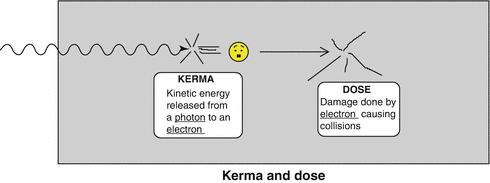 KERMA
Kinetic energy
released from
a photon to an
electron
DOSE
Damage done by
electron causing
collisions
Kerma and dose